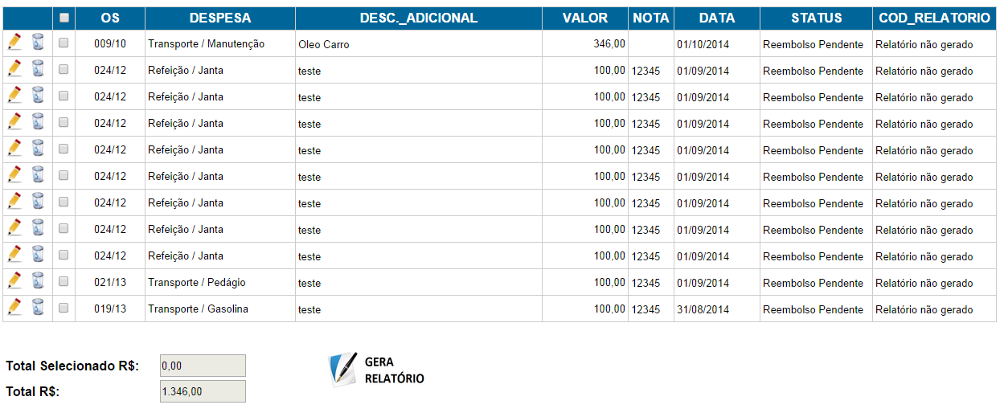 OS DESPESA DESC._ADICIONAL VALOR NOTA DATA STATUS COD_RELATORIO
009/10 Transporte / Manutenção Oleo Carro 346,00 01/10/2014 Reembolso Pendente Relatório não gerado
024/12 Refeição / Janta teste 100,00 12345 01/09/2014 Reembolso Pendente Relatório não gerado
024/12 Refeição / Janta teste 100,00 12345 01/09/2014 Reembolso Pendente Relatório não gerado
024/12 Refeição / Janta teste 100,00 12345 01/09/2014 Reembolso Pendente Relatório não gerado
024/12 Refeição / Janta teste 100,00 12345 01/09/2014 Reembolso Pendente Relatório não gerado
024/12 Refeição / Janta teste 100,00 12345 01/09/2014 Reembolso Pendente Relatório não gerado
024/12 Refeição / Janta teste 100,00 12345 01/09/2014 Reembolso Pendente Relatório não gerado
024/12 Refeição / Janta teste 100,00 12345 01/09/2014 Reembolso Pendente Relatório não gerado
024/12 Refeição / Janta teste 100,00 12345 01/09/2014 Reembolso Pendente Relatório não gerado
021/13 Transporte / Pedágio teste 100,00 12345 01/09/2014 Reembolso Pendente Relatório não gerado
019/13 Transporte / Gasolina teste 100,00 12345 31/08/2014 Reembolso Pendente Relatório não gerado
Total Selecionado R$: 0,00
Total R$: 1.346,00
GERA
RELATÓRIO